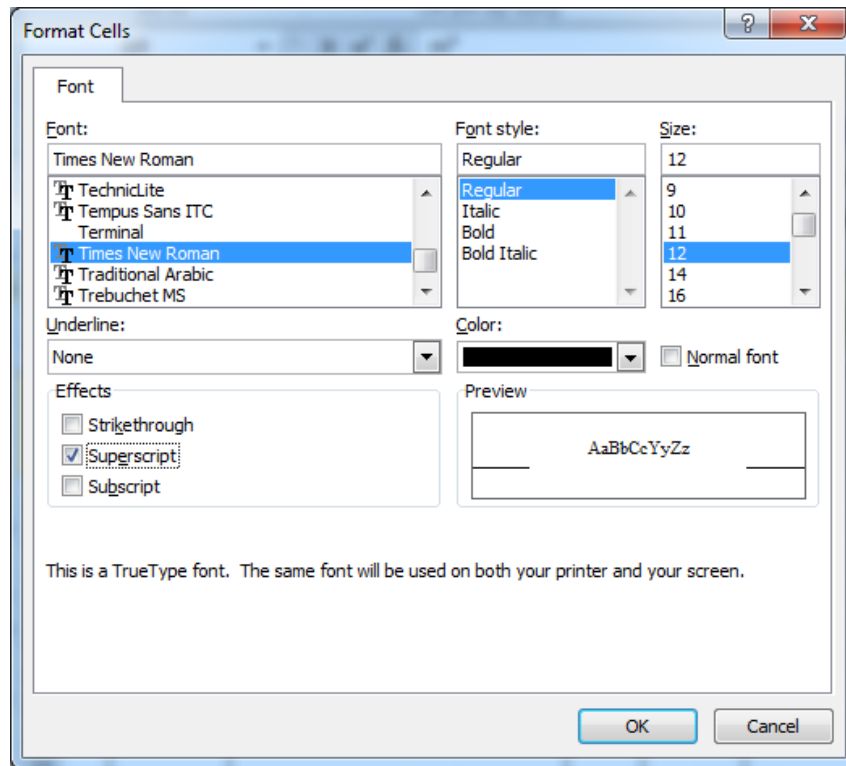 Format Cells
Font
Font:
Font style:
Size:
Times New Roman
Regular
12
TechnicLite
Tempus Sans ITC
Terminal
Times New Roman
Traditional Arabic
Trebuchet MS
Regular
Italic
Bold
Bold Italic
9
10
11
12
14
16
Underline:
Color:
None
Normal font
Effects
Strikethrough
Superscript
Subscript
Preview
AaBbCcYyZz
This is a TrueType font.  The same font will be used on both your printer and your screen.
OK
Cancel